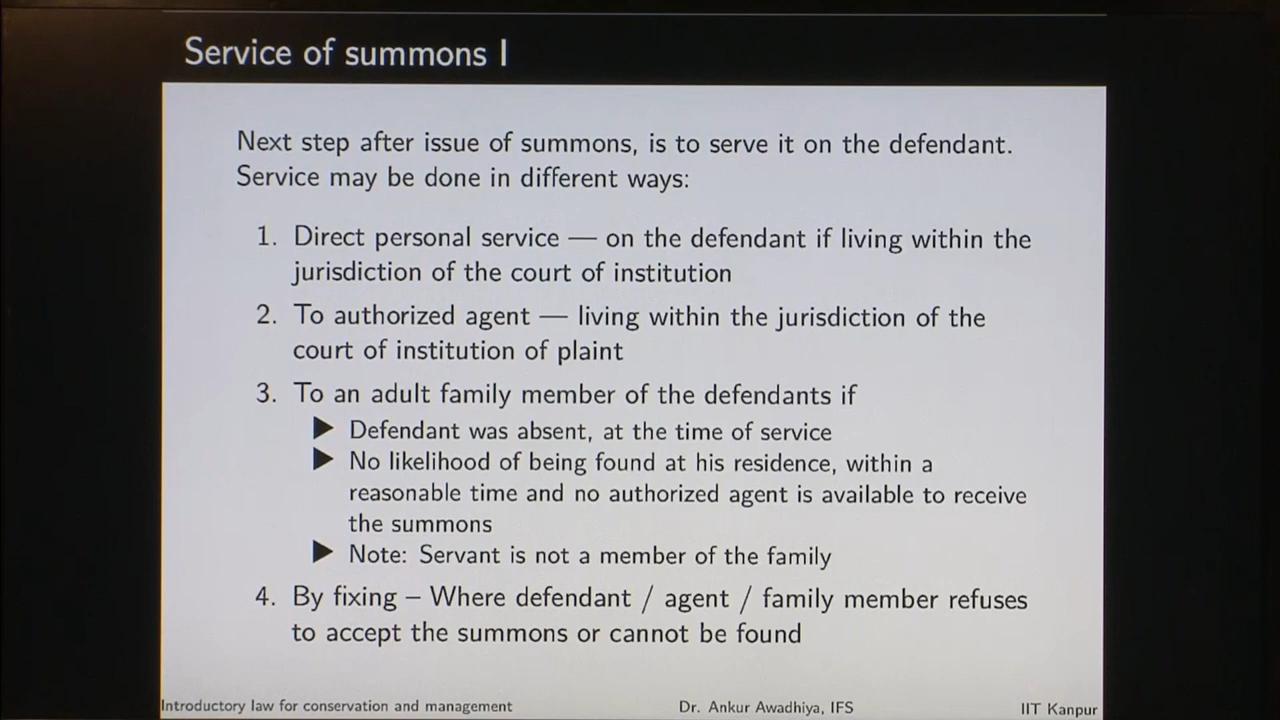 Service of summons I
Next step after issue of summons, is to serve it on the defendant.
Service may be done in different ways:
1. Direct personal service — on the defendant if living within the
jurisdiction of the court of institution
2. To authorized agent — living within the jurisdiction of the
court of institution of plaint
3. To an adult family member of the defendants if
▶ Defendant was absent, at the time of service
▶ No likelihood of being found at his residence, within a
reasonable time and no authorized agent is available to receive
the summons
▶ Note: Servant is not a member of the family
4. By fixing – Where defendant / agent / family member refuses
to accept the summons or cannot be found
Introductory law for conservation and management Dr. Ankur Awadhiya, IFS IIT Kanpur